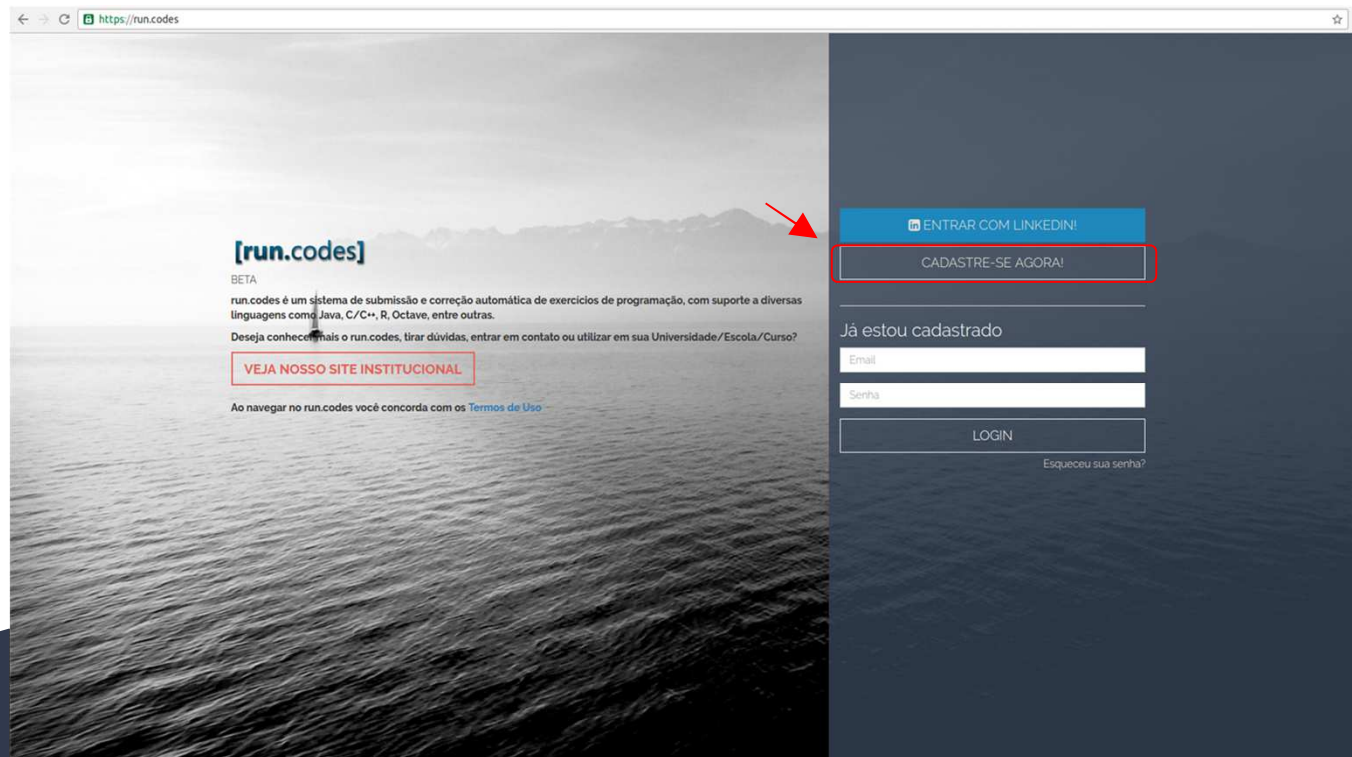 https://run.codes
[run.codes]
BETA
run.codes é um sistema de submissão e correção automática de exercícios de programação, com suporte a diversas
linguagens como Java, C/C++, R, Octave, entre outras.
Deseja conhecer mais o run.codes, tirar dúvidas, entrar em contato ou utilizar em sua Universidade/Escola/Curso?
VEJA NOSSO SITE INSTITUCIONAL
Ao navegar no run.codes você concorda com os Termos de Uso
ENTRAR COM LINKEDIN!
CADASTRE-SE AGORA!
Já estou cadastrado
Email
Senha
LOGIN
Esqueceu sua senha?